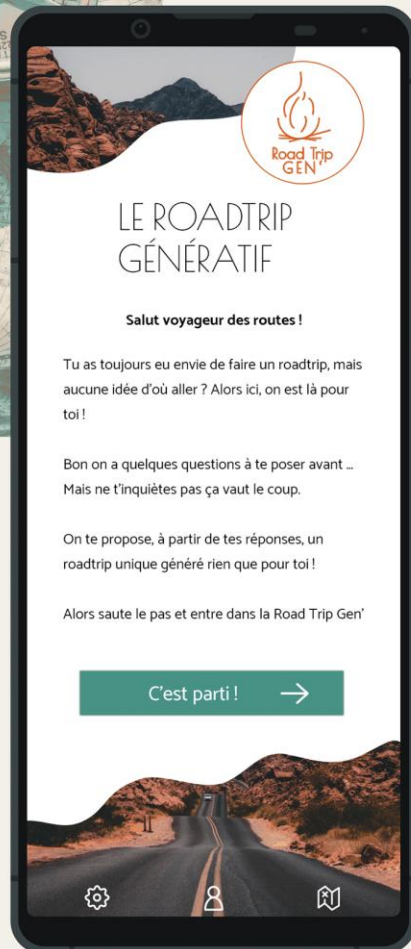 Road Trip
GEN'
LE ROADTRIP
GÉNÉRATIF
Salut voyageur des routes !
Tu as toujours eu envie de faire un roadtrip, mais
aucune idée d'où aller ? Alors ici, on est là pour
toi !
Bon on a quelques questions à te poser avant ...
Mais ne t'inquiètes pas ça vaut le coup.
On te propose, à partir de tes réponses, un
roadtrip unique généré rien que pour toi !
Alors saute le pas et entre dans la Road Trip Gen'
C'est parti !